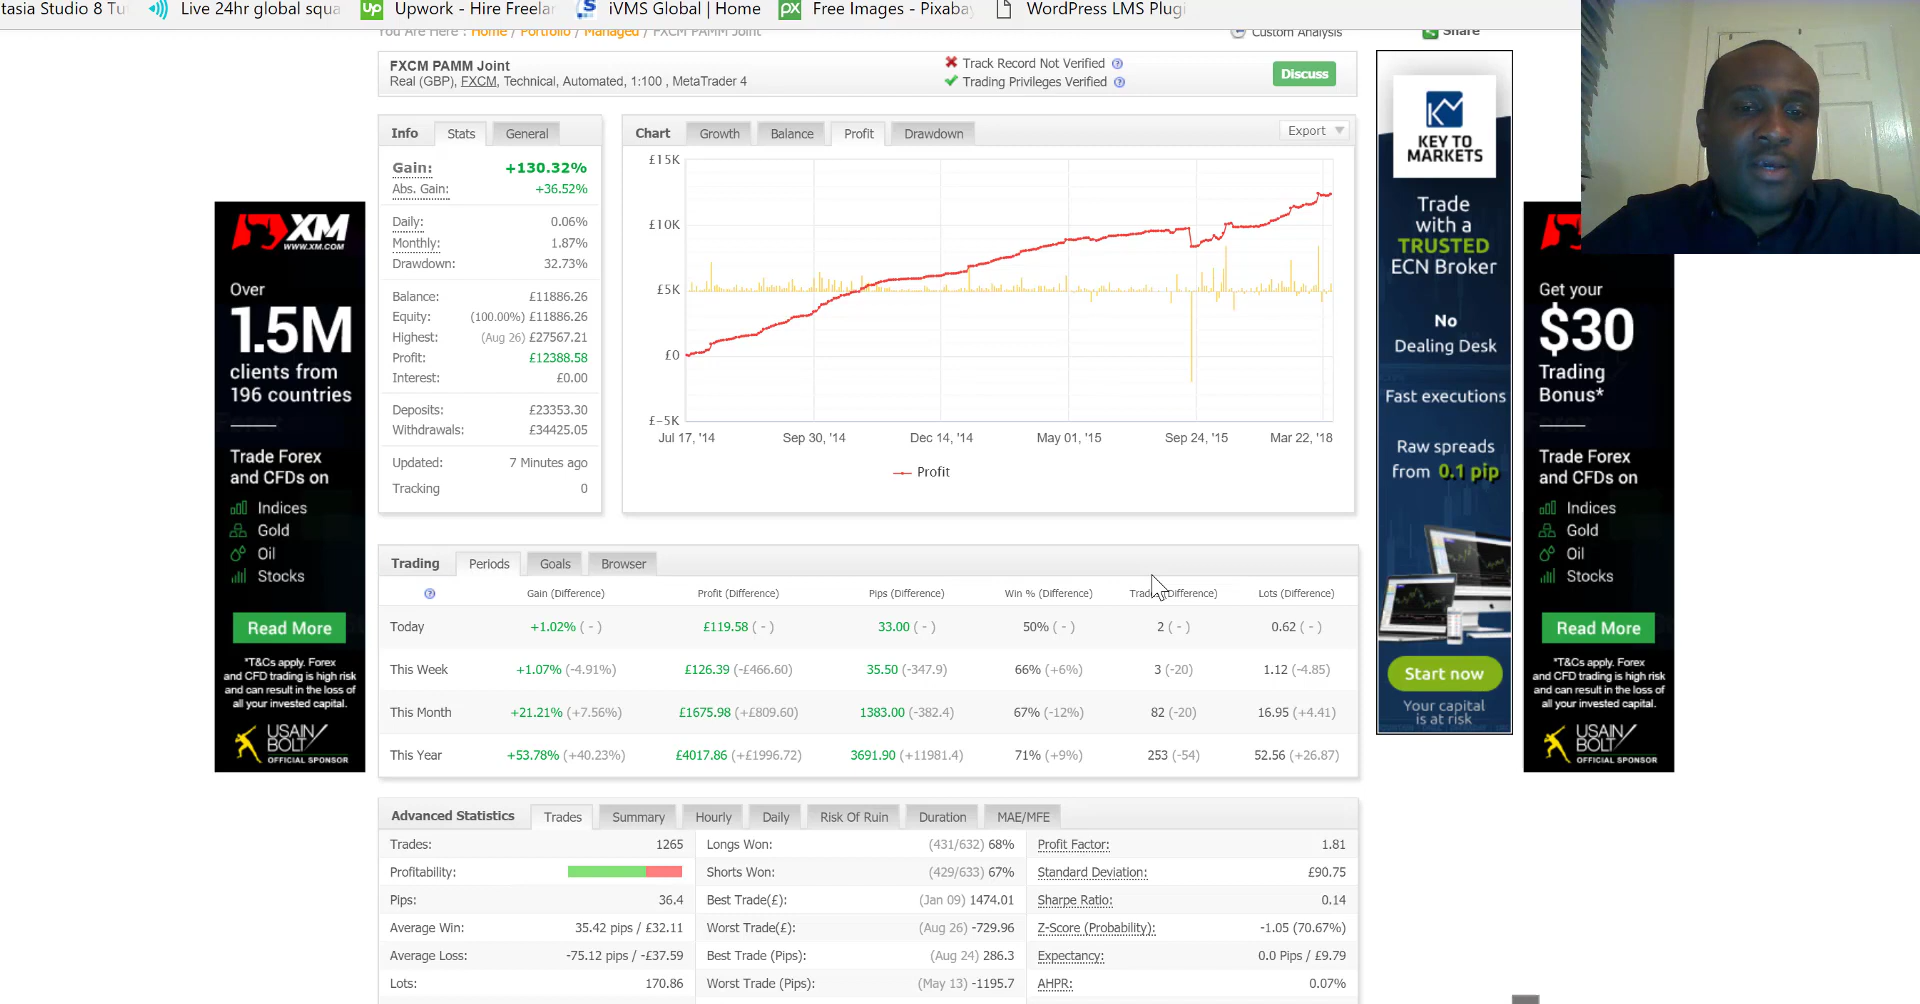 tasia Studio 8 Tu
Live 24hr global squa
Upwork - Hire Freelan
iVMS Global | Home
Free Images - Pixabay
WordPress LMS Plugi
You Are Here : Home / Portfolio / Managed / FXCM PAMM Joint
Custom Analysis
Share
FXCM PAMM Joint
Real (GBP), FXCM, Technical, Automated, 1:100 , MetaTrader 4
Track Record Not Verified
Trading Privileges Verified
Discuss
Info Stats General
Gain: +130.32%
Abs. Gain: +36.52%
Daily: 0.06%
Monthly: 1.87%
Drawdown: 32.73%
Balance: £11886.26
Equity: (100.00%) £11886.26
Highest: (Aug 26) £27567.21
Profit: £12388.58
Interest: £0.00
Deposits: £23353.30
Withdrawals: £34425.05
Updated: 7 Minutes ago
Tracking 0
Chart Growth Balance Profit Drawdown
Export
£15K
£10K
£5K
£0
£-5K
Jul 17, '14 Sep 30, '14 Dec 14, '14 May 01, '15 Sep 24, '15 Mar 22, '18
Profit
Trading Periods Goals Browser
Gain (Difference) Profit (Difference) Pips (Difference) Win % (Difference) Difference) Lots (Difference)
Today +1.02% ( - ) £119.58 ( - ) 33.00 ( - ) 50% ( - ) 2 ( - ) 0.62 ( - )
This Week +1.07% (-4.91%) £126.39 (-£466.60) 35.50 (-347.9) 66% (+6%) 3 (-20) 1.12 (-4.85)
This Month +21.21% (+7.56%) £1675.98 (+£809.60) 1383.00 (-382.4) 67% (-12%) 82 (-20) 16.95 (+4.41)
This Year +53.78% (+40.23%) £4017.86 (+£1996.72) 3691.90 (+11981.4) 71% (+9%) 253 (-54) 52.56 (+26.87)
Advanced Statistics Trades Summary Hourly Daily Risk Of Ruin Duration MAE/MFE
Trades: 1265 Longs Won: (431/632) 68% Profit Factor: 1.81
Profitability: Shorts Won: (429/633) 67% Standard Deviation: £90.75
Pips: 36.4 Best Trade(£): (Jan 09) 1474.01 Sharpe Ratio: 0.14
Average Win: 35.42 pips / £32.11 Worst Trade(£): (Aug 26) -729.96 Z-Score (Probability): -1.05 (70.67%)
Average Loss: -75.12 pips / -£37.59 Best Trade (Pips): (Aug 24) 286.3 Expectancy: 0.0 Pips / £9.79
Lots: 170.86 Worst Trade (Pips): (May 13) -1195.7 AHPR: 0.07%
XM
WWW.XM.COM
Over
1.5M
clients from
196 countries
Trade Forex
and CFDs on
Indices
Gold
Oil
Stocks
Read More
*T&Cs apply. Forex
and CFD trading is high risk
and can result in the loss of
all your invested capital.
USAIN
BOLT
OFFICIAL SPONSOR
KEY TO
MARKETS
Trade
with a
TRUSTED
ECN Broker
No
Dealing Desk
Fast executions
Raw spreads
from 0.1 pip
Start now
Your capital
is at risk
Get your
$30
Trading
Bonus*
Trade Forex
and CFDs on
Indices
Gold
Oil
Stocks
Read More
*T&Cs apply. Forex
and CFD trading is high risk
and can result in the loss of
all your invested capital.
USAIN
BOLT
OFFICIAL SPONSOR